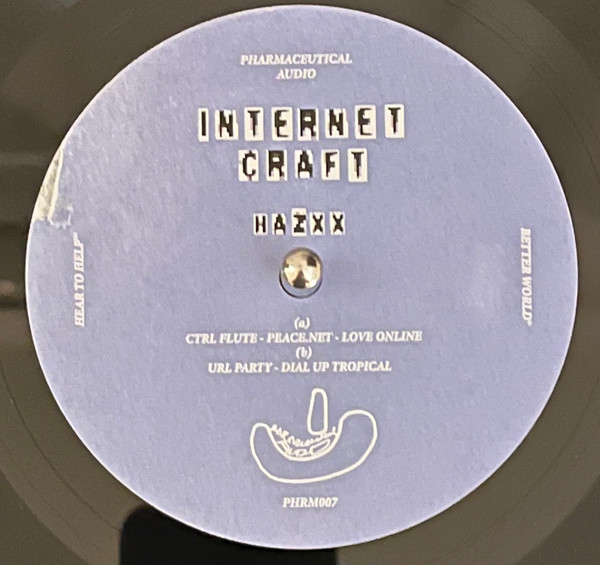 PHARMACEUTICAL
AUDIO
INTERNET
CRAFT
HAZXX
HEAR TO HELP"
BETTER WORLD"
(a)
CTRL FLUTE - PEACE.NET - LOVE ONLINE
(b)
URL PARTY - DIAL UP TROPICAL
PHRM007